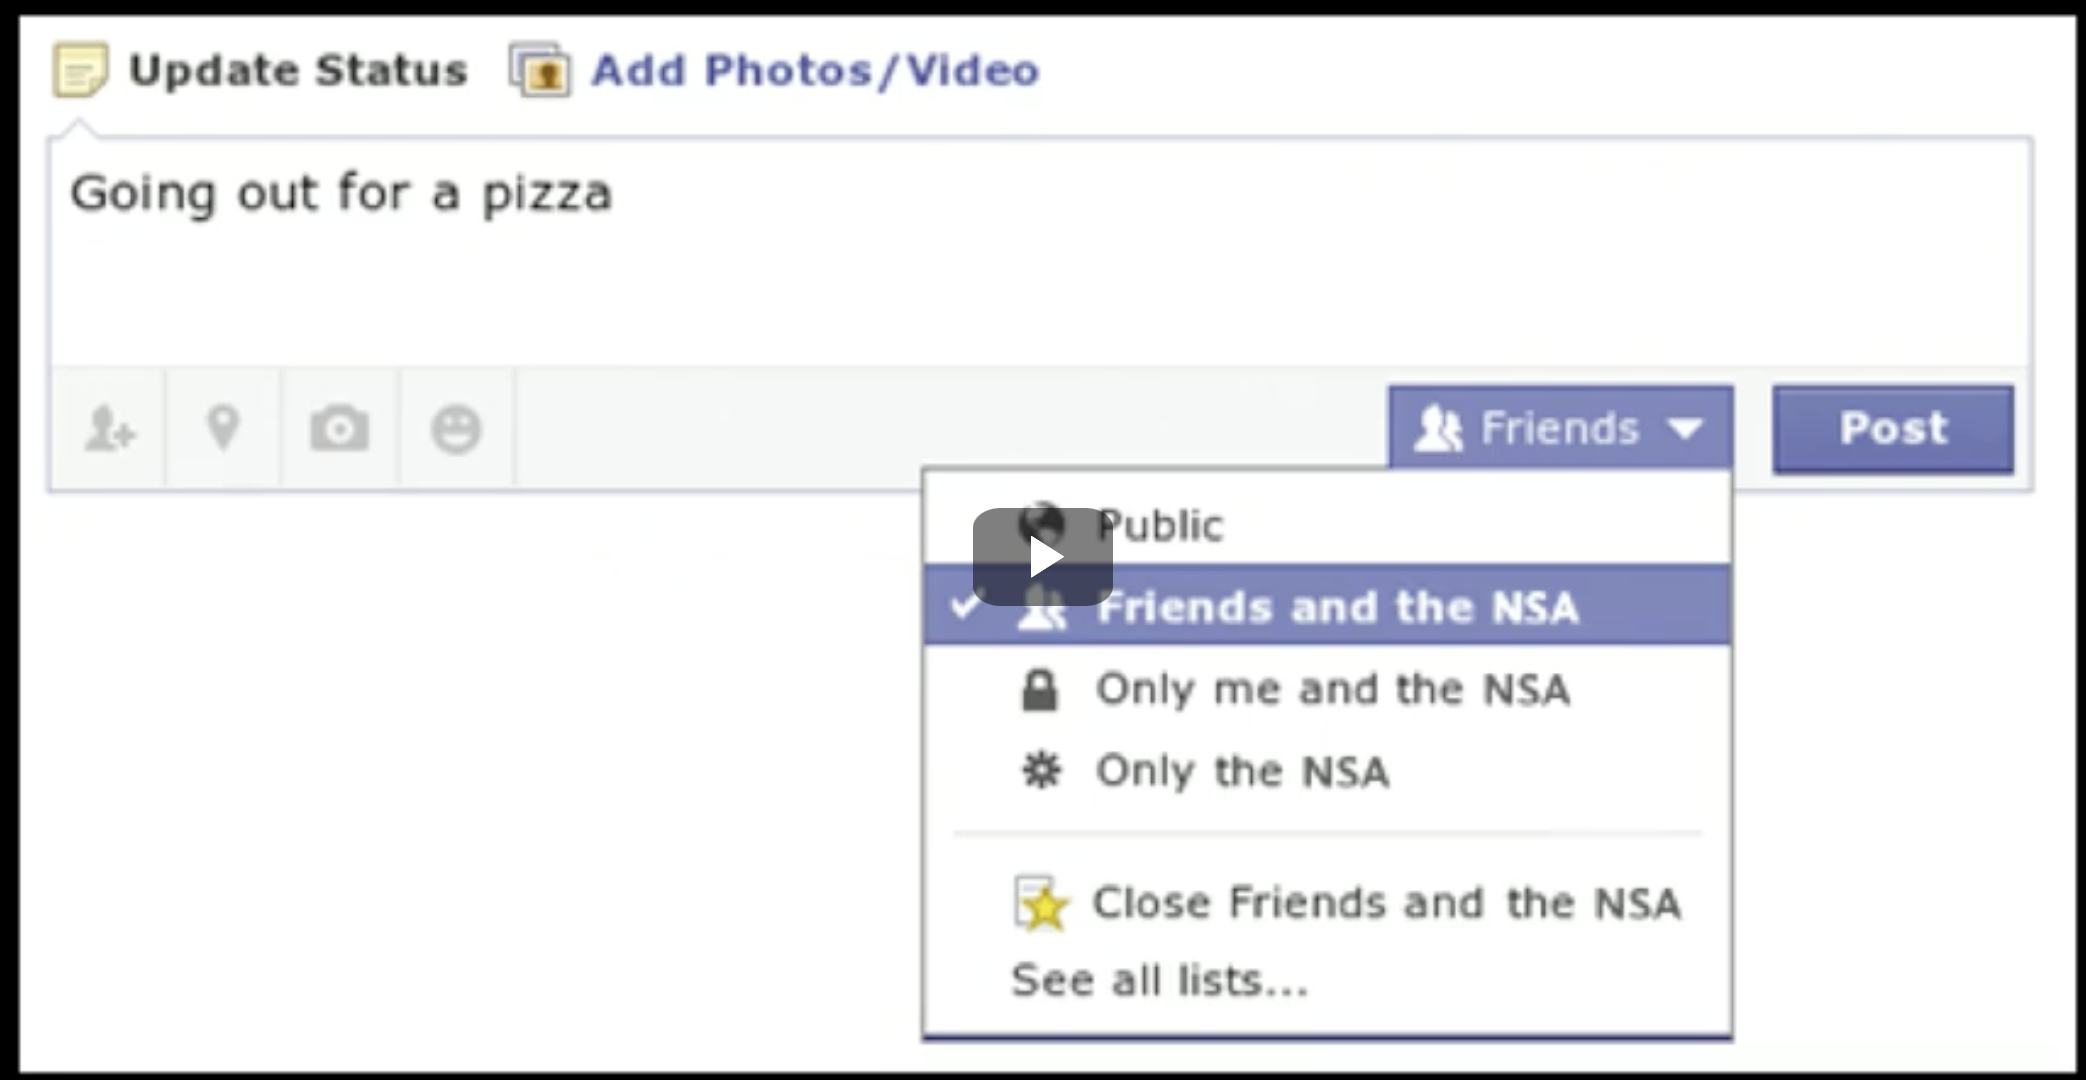 Update Status Add Photos/Video
Going out for a pizza
Friends Post
Public
Friends and the NSA
Only me and the NSA
Only the NSA
Close Friends and the NSA
See all lists...